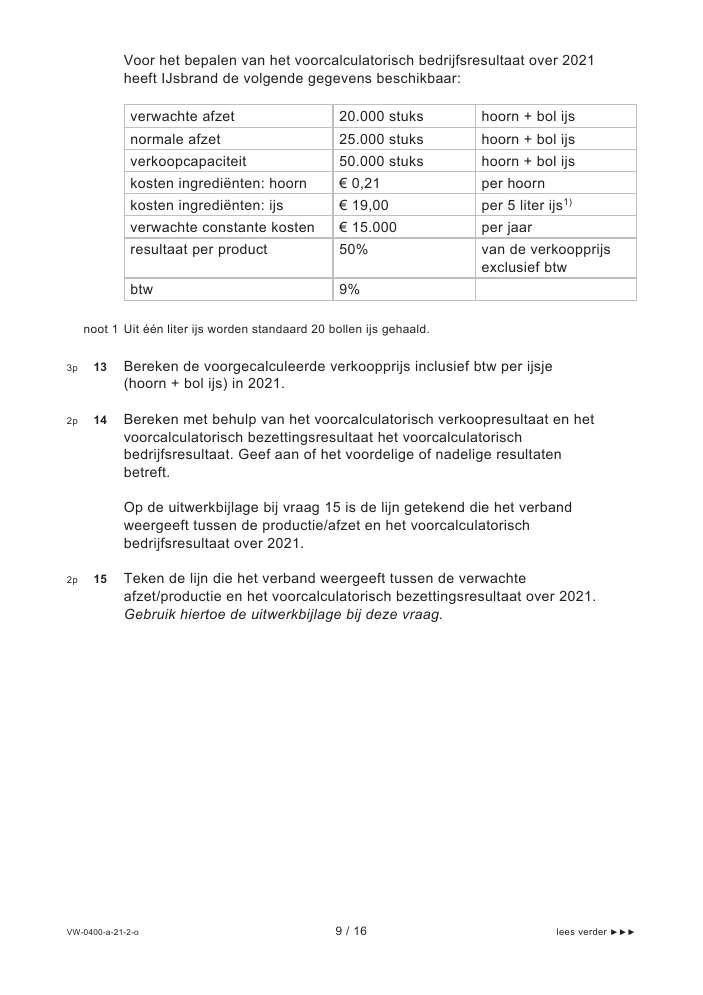 Voor het bepalen van het voorcalculatorisch bedrijfsresultaat over 2021
heeft IJsbrand de volgende gegevens beschikbaar:
verwachte afzet 20.000 stuks hoorn + bol ijs
normale afzet 25.000 stuks hoorn + bol ijs
verkoopcapaciteit 50.000 stuks hoorn + bol ijs
kosten ingrediënten: hoorn € 0,21 per hoorn
kosten ingrediënten: ijs € 19,00 per 5 liter ijs1)
verwachte constante kosten € 15.000 per jaar
resultaat per product 50% van de verkoopprijs
exclusief btw
btw 9%
noot 1 Uit één liter ijs worden standaard 20 bollen ijs gehaald.
3p 13 Bereken de voorgecalculeerde verkoopprijs inclusief btw per ijsje
(hoorn + bol ijs) in 2021.
2p 14 Bereken met behulp van het voorcalculatorisch verkoopresultaat en het
voorcalculatorisch bezettingsresultaat het voorcalculatorisch
bedrijfsresultaat. Geef aan of het voordelige of nadelige resultaten
betreft.
Op de uitwerkbijlage bij vraag 15 is de lijn getekend die het verband
weergeeft tussen de productie/afzet en het voorcalculatorisch
bedrijfsresultaat over 2021.
2p 15 Teken de lijn die het verband weergeeft tussen de verwachte
afzet/productie en het voorcalculatorisch bezettingsresultaat over 2021.
Gebruik hiertoe de uitwerkbijlage bij deze vraag.
VW-0400-a-21-2-o 9 / 16 lees verder ►►►